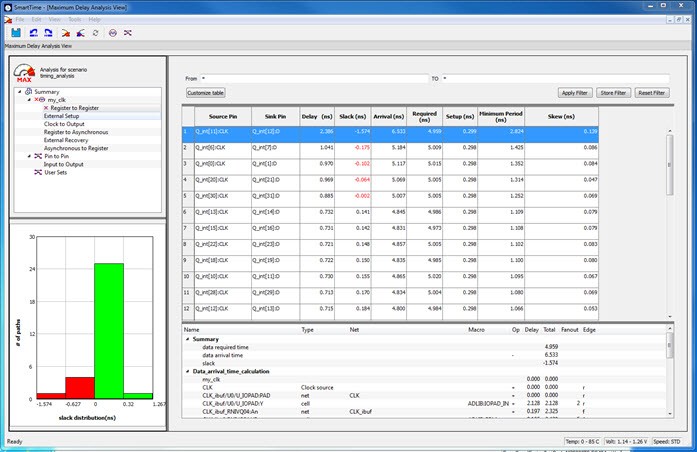 SmartTime - [Maximum Delay Analysis View]
File Edit View Tools Help
Maximum Delay Analysis View
MAX
Analysis for scenario
timing_analysis
Summary
my_clk
Register to Register
External Setup
Clock to Output
Register to Asynchronous
External Recovery
Asynchronous to Register
Pin to Pin
Input to Output
User Sets
From * TO *
Customize table Apply Filter Store Filter Reset Filter
Source Pin Sink Pin Delay (ns) Slack (ns) Arrival (ns) Required (ns) Setup (ns) Minimum Period (ns) Skew (ns)
1 Q_int[11]:CLK Q_int[12]:D 2.386 -1.574 6.533 4.959 0.298 2.824 0.139
2 Q_int[6]:CLK Q_int[7]:D 1.041 -0.175 5.184 5.009 0.298 1.425 0.086
3 Q_int[0]:CLK Q_int[1]:D 0.970 -0.102 5.117 5.015 0.298 1.352 0.084
4 Q_int[20]:CLK Q_int[21]:D 0.969 -0.064 5.069 5.005 0.298 1.314 0.047
5 Q_int[30]:CLK Q_int[31]:D 0.885 -0.002 5.007 5.005 0.298 1.252 0.069
6 Q_int[13]:CLK Q_int[14]:D 0.732 0.141 4.845 4.986 0.298 1.109 0.079
7 Q_int[15]:CLK Q_int[16]:D 0.731 0.142 4.831 4.973 0.298 1.108 0.079
8 Q_int[22]:CLK Q_int[23]:D 0.721 0.148 4.857 5.005 0.298 1.102 0.083
9 Q_int[18]:CLK Q_int[19]:D 0.722 0.150 4.835 4.985 0.298 1.100 0.080
10 Q_int[10]:CLK Q_int[11]:D 0.730 0.155 4.865 5.020 0.298 1.095 0.067
11 Q_int[28]:CLK Q_int[29]:D 0.713 0.170 4.834 5.004 0.298 1.080 0.069
12 Q_int[12]:CLK Q_int[13]:D 0.715 0.184 4.800 4.984 0.298 1.066 0.053
# of paths
30
24
18
12
6
0
-1.574 -0.627 0 0.32 1.267
slack distribution(ns)
Name Type Net Macro Op Delay Total Fanout Edge
Summary
data required time 4.959
data arrival time - 6.533
slack -1.574
Data_arrival_time_calculation
my_clk 0.000 0.000
CLK Clock source + 0.000 0.000 r
CLK_ibuf/U0/U_IOPAD:PAD net CLK + 0.000 0.000 r
CLK_ibuf/U0/U_IOPAD:Y cell ADLIB:IOPAD_IN + 2.128 2.128 2 r
CLK_ibuf_RNIVQ04:An net CLK_ibuf + 0.197 2.325 f
Ready Temp: 0 - 85 C Volt: 1.14 - 1.26 V Speed: STD